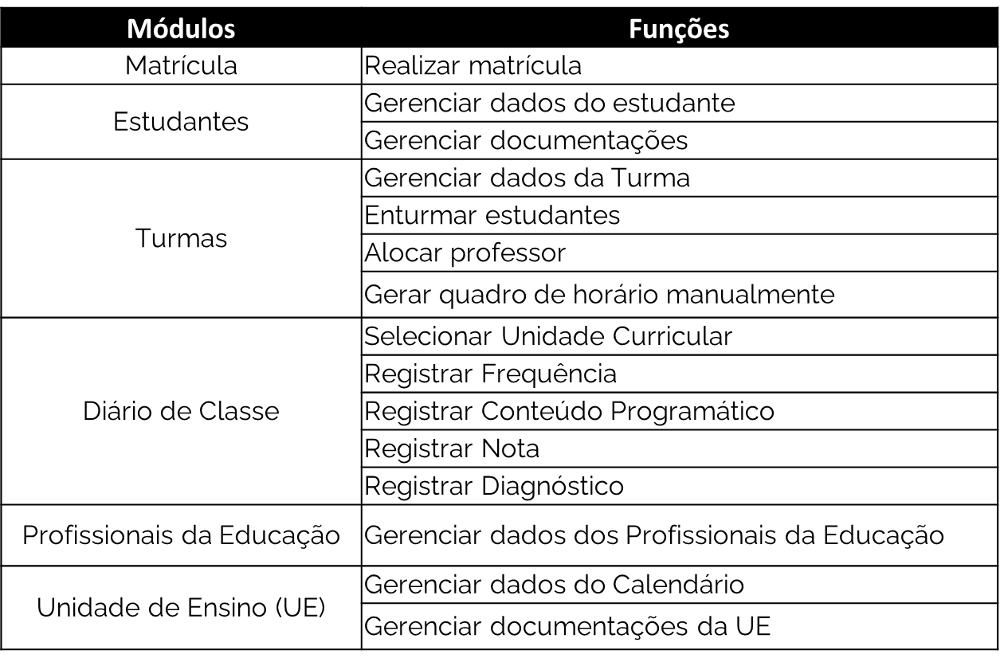 Módulos
Funções
Matrícula
Realizar matrícula
Estudantes
Gerenciar dados do estudante
Gerenciar documentações
Turmas
Gerenciar dados da Turma
Enturmar estudantes
Alocar professor
Gerar quadro de horário manualmente
Diário de Classe
Selecionar Unidade Curricular
Registrar Frequência
Registrar Conteúdo Programático
Registrar Nota
Registrar Diagnóstico
Profissionais da Educação
Gerenciar dados dos Profissionais da Educação
Unidade de Ensino (UE)
Gerenciar dados do Calendário
Gerenciar documentações da UE